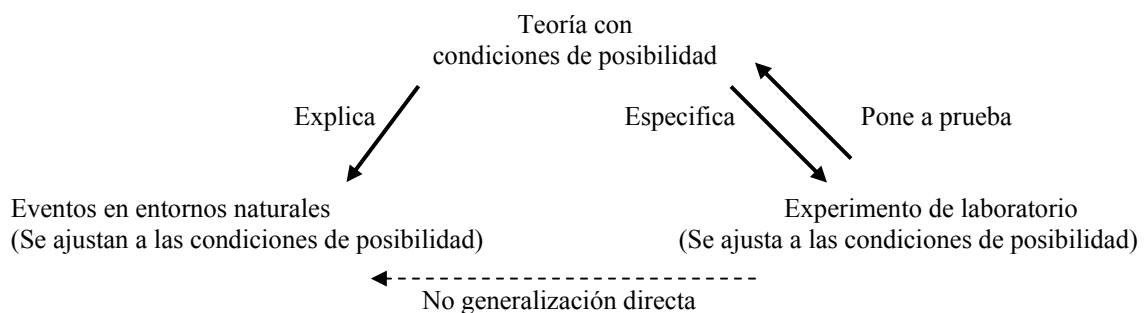 Teoría con
condiciones de posibilidad
Explica
Especifica
Pone a prueba
Eventos en entornos naturales
(Se ajustan a las condiciones de posibilidad)
Experimento de laboratorio
(Se ajusta a las condiciones de posibilidad)
No generalización directa